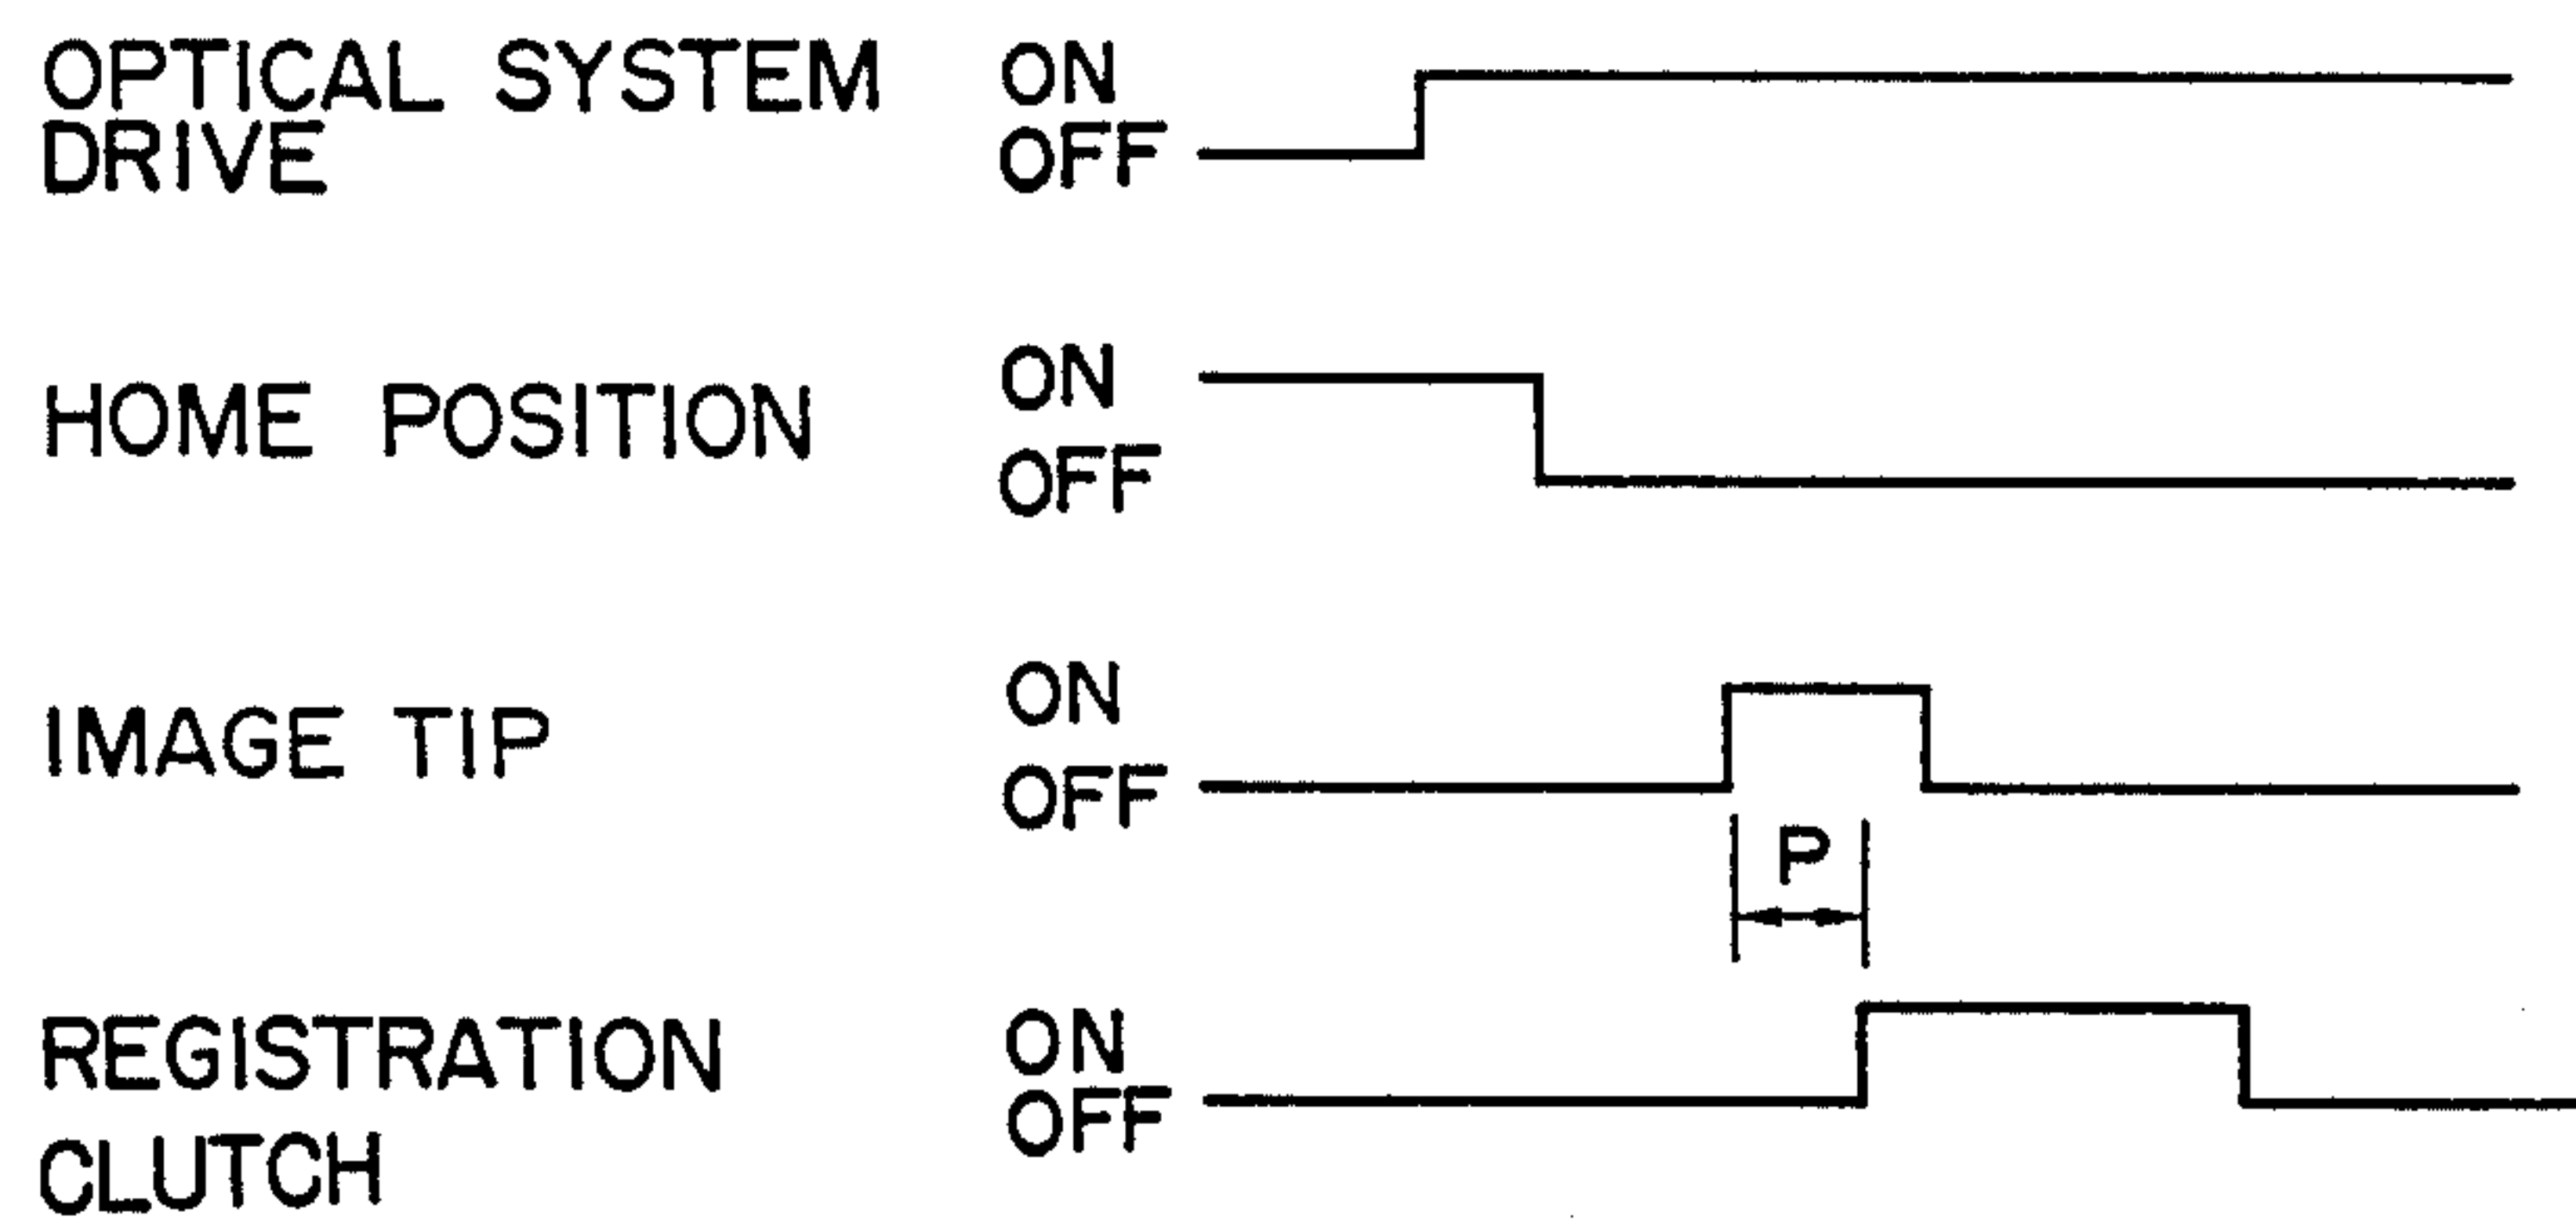 OPTICAL SYSTEM ON
DRIVE OFF
ON
HOME POSITION
OFF
ON
IMAGE TIP
OFF
P
REGISTRATION ON
OFF
CLUTCH